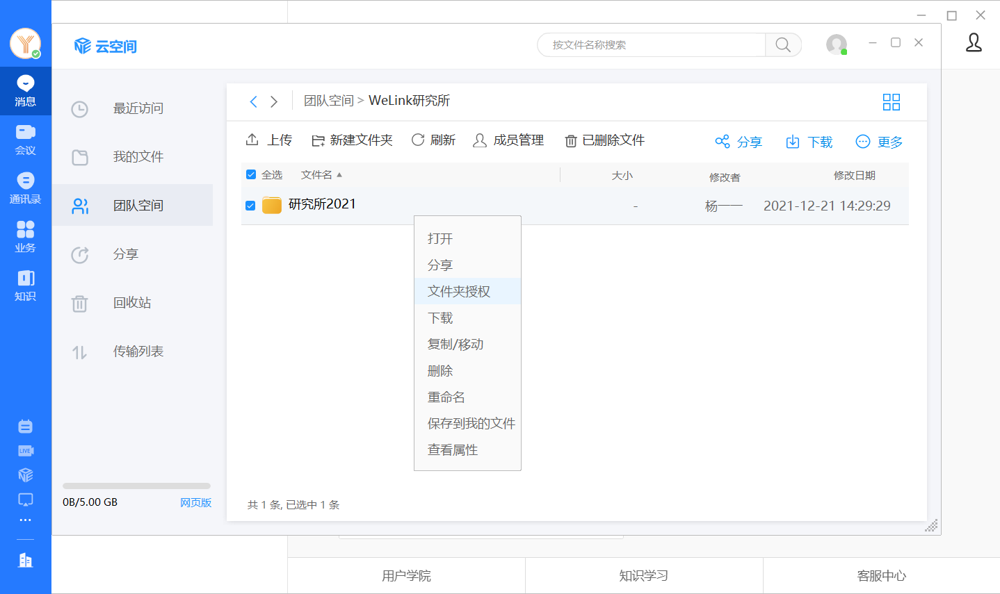 消息
会议
通讯录
业务
知识
LIVE
云空间
按文件名称搜索
最近访问
我的文件
团队空间
分享
回收站
传输列表
0B/5.00 GB
网页版
团队空间 > WeLink研究所
上传
新建文件夹
刷新
成员管理
已删除文件
分享
下载
更多
全选
文件名
大小
修改者
修改日期
研究所2021
-
杨一一
2021-12-21 14:29:29
打开
分享
文件夹授权
下载
复制/移动
删除
重命名
保存到我的文件
查看属性
共 1 条, 已选中 1 条
用户学院
知识学习
客服中心